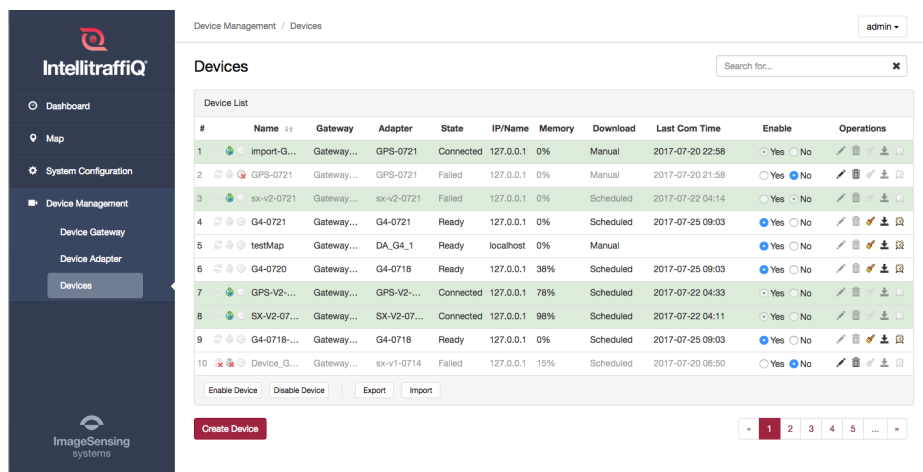 Device Management / Devices
admin
IntellitraffiQ
Devices
Search for...
Dashboard
Map
System Configuration
Device Management
Device Gateway
Device Adapter
Devices
Device List
# Name Gateway Adapter State IP/Name Memory Download Last Com Time Enable Operations
1 import-G... Gateway... GPS-0721 Connected 127.0.0.1 0% Manual 2017-07-20 22:58 Yes No
2 GPS-0721 Gateway... GPS-0721 Failed 127.0.0.1 0% Manual 2017-07-20 21:58 Yes No
3 sx-v2-0721 Gateway... sx-v2-0721 Failed 127.0.0.1 0% Scheduled 2017-07-22 04:14 Yes No
4 G4-0721 Gateway... G4-0721 Ready 127.0.0.1 0% Scheduled 2017-07-25 09:03 Yes No
5 testMap Gateway... DA_G4_1 Ready localhost 0% Manual Yes No
6 G4-0720 Gateway... G4-0718 Ready 127.0.0.1 38% Scheduled 2017-07-25 09:03 Yes No
7 GPS-V2-... Gateway... GPS-V2-... Connected 127.0.0.1 78% Scheduled 2017-07-22 04:33 Yes No
8 SX-V2-07... Gateway... SX-V2-07... Connected 127.0.0.1 98% Scheduled 2017-07-22 04:11 Yes No
9 G4-0718-... Gateway... G4-0718 Ready 127.0.0.1 0% Scheduled 2017-07-25 09:03 Yes No
10 Device_G... Gateway... sx-v1-0714 Failed 127.0.0.1 15% Scheduled 2017-07-20 06:50 Yes No
Enable Device Disable Device Export Import
Create Device
« 1 2 3 4 5 ... »
ImageSensing
systems